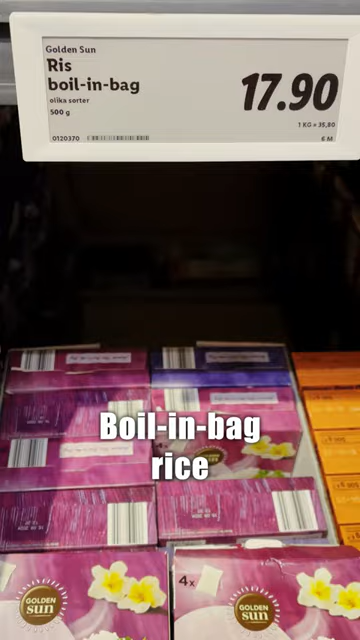 Golden Sun
Ris
boil-in-bag
olika sorter
500 g
17.90
1 KG = 35,80
0120370
6 M
Boil-in-bag
rice
4x
GOLDEN
sun
GOLDEN
sun